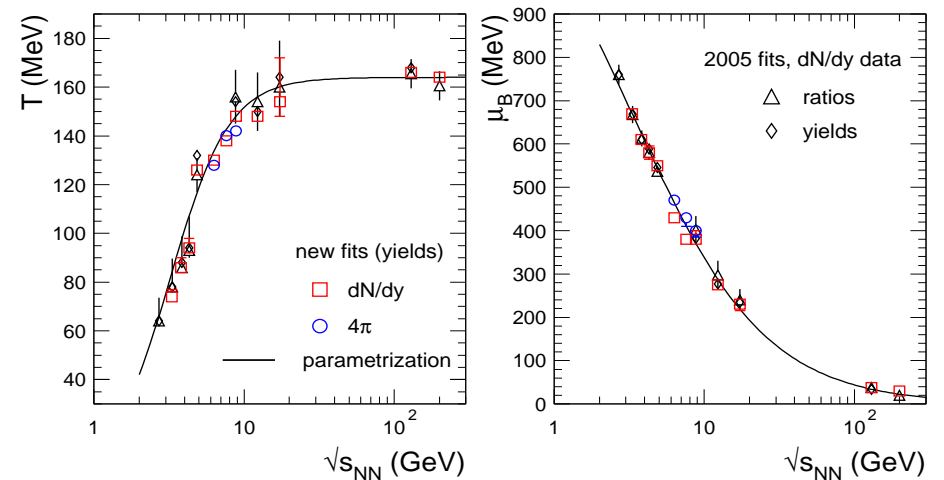 T (MeV)
180
160
140
120
100
80
60
40
new fits (yields)
dN/dy
4π
parametrization
1
10
10²
√s_NN (GeV)
μ_B (MeV)
900
800
700
600
500
400
300
200
100
0
2005 fits, dN/dy data
ratios
yields
1
10
10²
√s_NN (GeV)